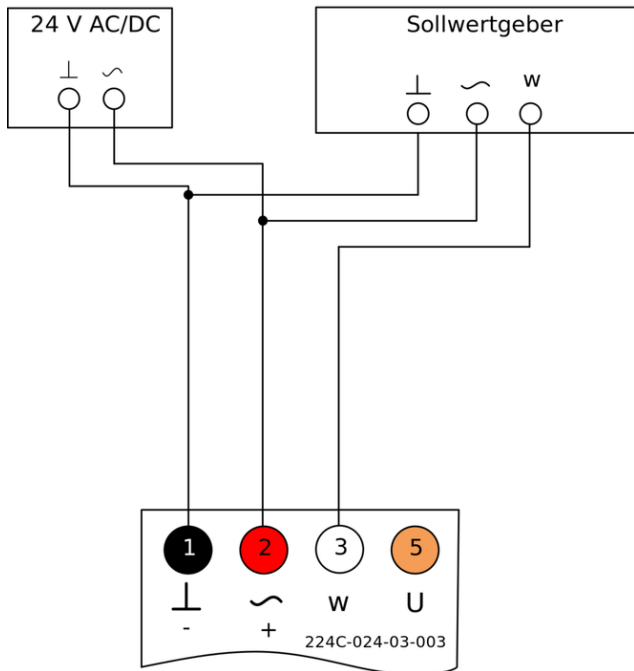 24 V AC/DC
Sollwertgeber
⊥ ~
⊥ ~ w
1 2 3 5
⊥ ~ w U
- +
224C-024-03-003